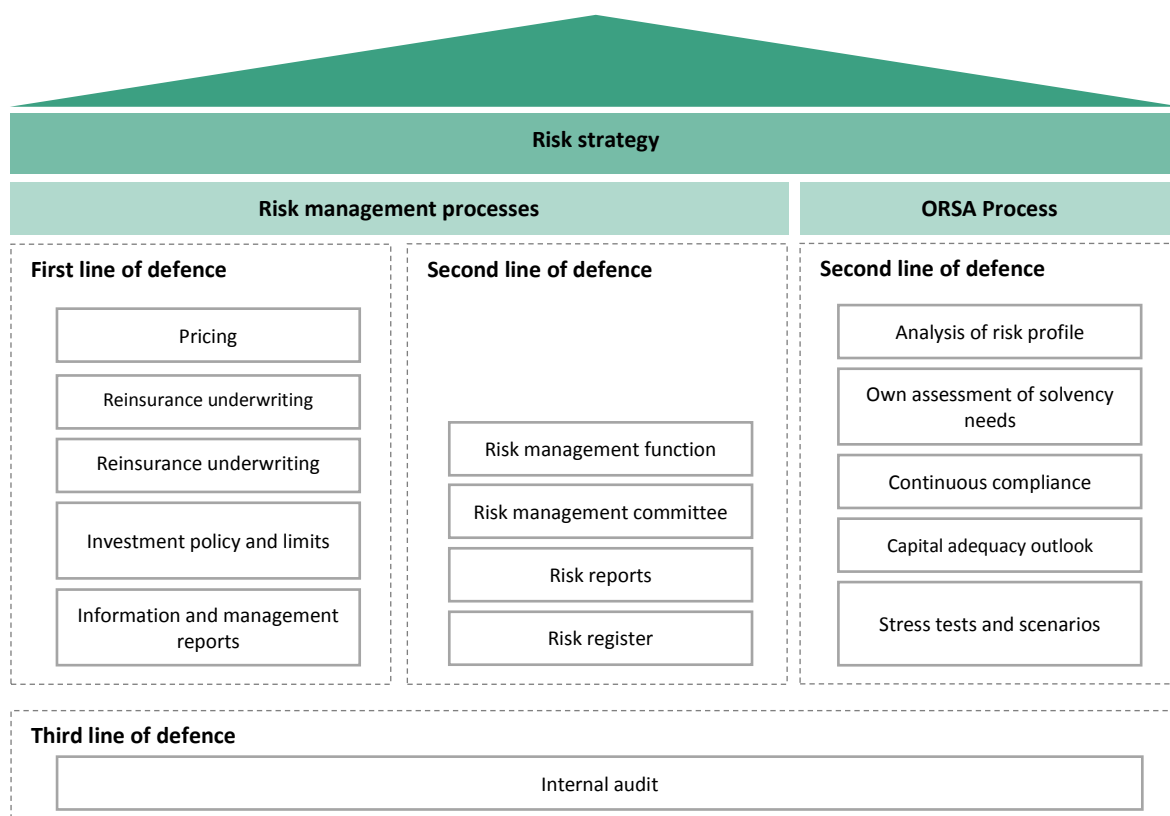 Risk strategy
Risk management processes
ORSA Process
First line of defence
Pricing
Reinsurance underwriting
Reinsurance underwriting
Investment policy and limits
Information and management
reports
Second line of defence
Risk management function
Risk management committee
Risk reports
Risk register
Second line of defence
Analysis of risk profile
Own assessment of solvency
needs
Continuous compliance
Capital adequacy outlook
Stress tests and scenarios
Third line of defence
Internal audit